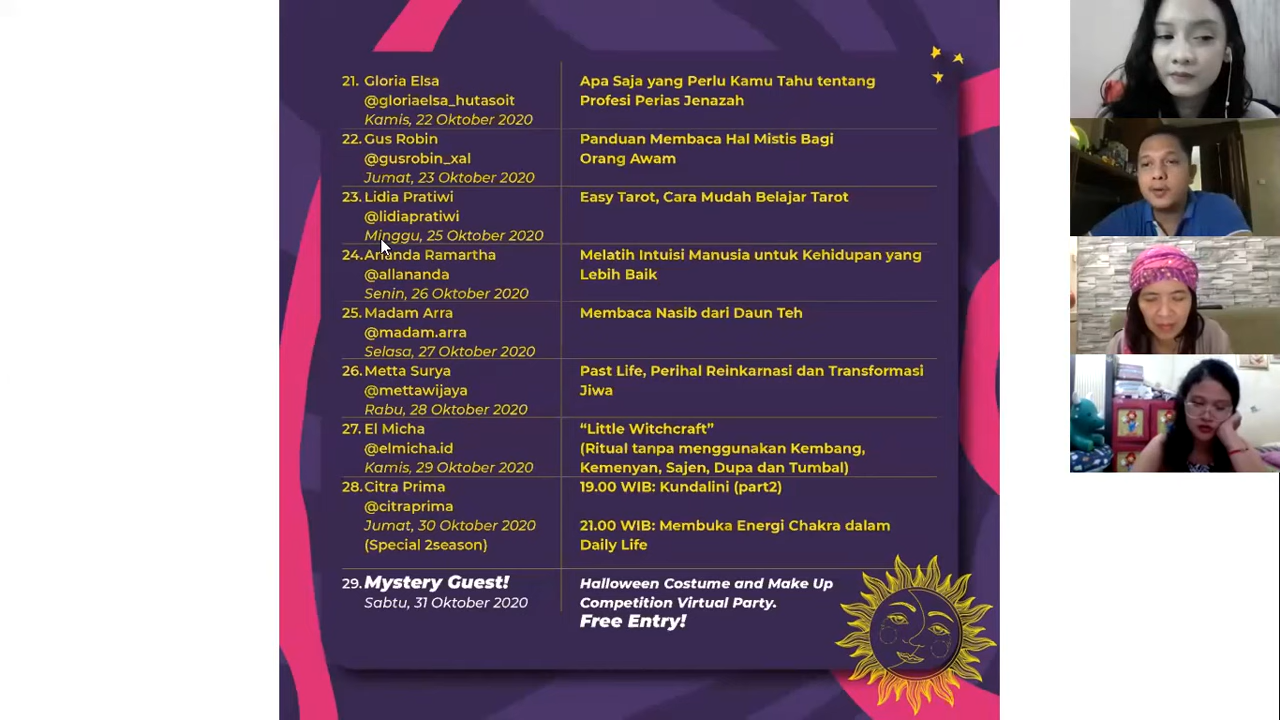 21. Gloria Elsa
@gloriaelsa_hutasoit
Kamis, 22 Oktober 2020
Apa Saja yang Perlu Kamu Tahu tentang
Profesi Perias Jenazah
22. Gus Robin
@gusrobin_xal
Jumat, 23 Oktober 2020
Panduan Membaca Hal Mistis Bagi
Orang Awam
23. Lidia Pratiwi
@lidiapratiwi
Minggu, 25 Oktober 2020
Easy Tarot, Cara Mudah Belajar Tarot
24. Ananda Ramartha
@allananda
Senin, 26 Oktober 2020
Melatih Intuisi Manusia untuk Kehidupan yang
Lebih Baik
25. Madam Arra
@madam.arra
Selasa, 27 Oktober 2020
Membaca Nasib dari Daun Teh
26. Metta Surya
@mettawijaya
Rabu, 28 Oktober 2020
Past Life, Perihal Reinkarnasi dan Transformasi
Jiwa
27. El Micha
@elmicha.id
Kamis, 29 Oktober 2020
“Little Witchcraft”
(Ritual tanpa menggunakan Kembang,
Kemenyan, Sajen, Dupa dan Tumbal)
28. Citra Prima
@citraprima
Jumat, 30 Oktober 2020
(Special 2season)
19.00 WIB: Kundalini (part2)
21.00 WIB: Membuka Energi Chakra dalam
Daily Life
29. Mystery Guest!
Sabtu, 31 Oktober 2020
Halloween Costume and Make Up
Competition Virtual Party.
Free Entry!